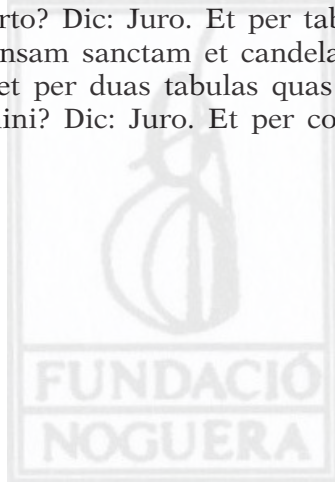 erto? Dic: Juro. Et per tab
nsam sanctam et candela
et per duas tabulas quas
ini? Dic: Juro. Et per co
FUNDACIÓ
NOGUERA